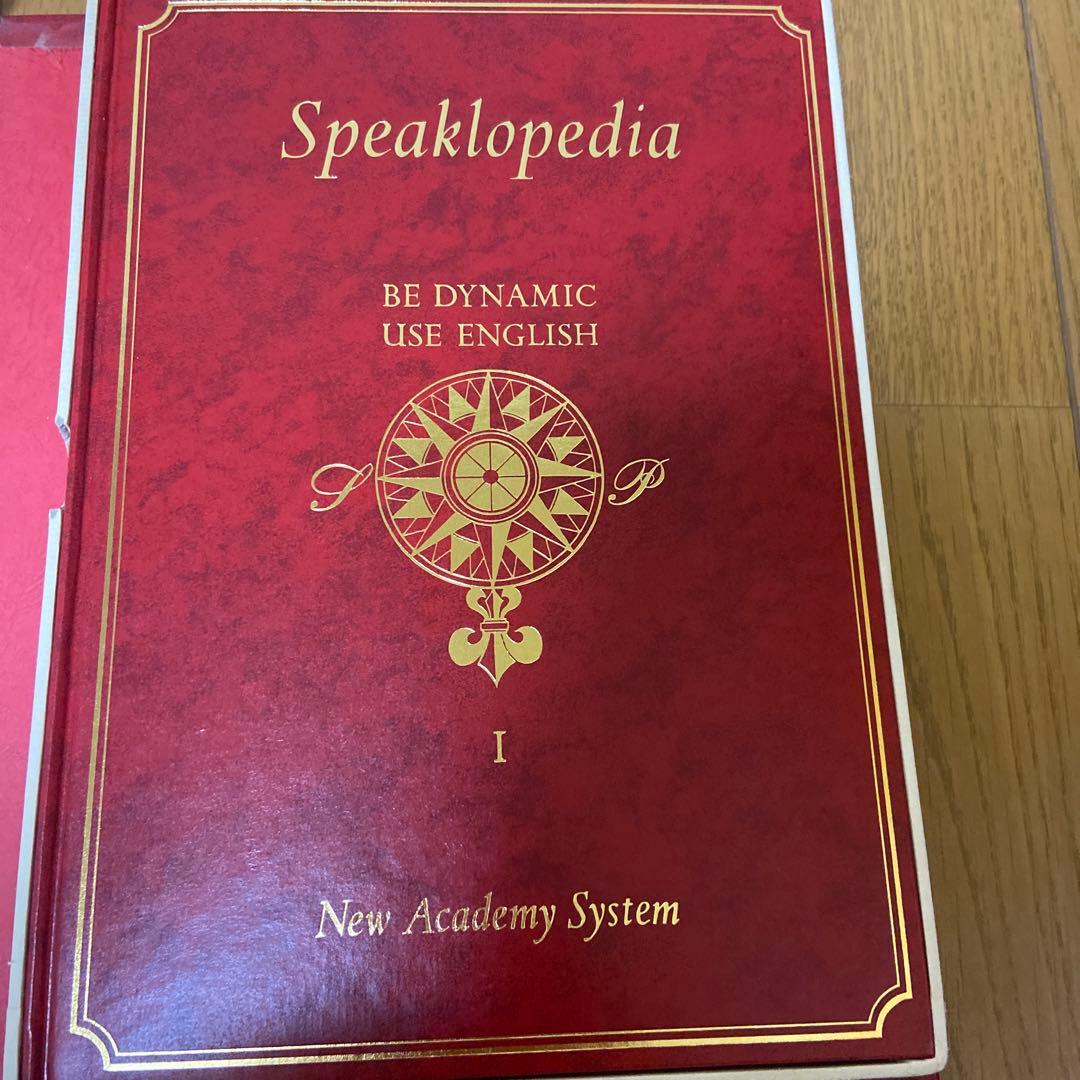 Speaklopedia
BE DYNAMIC
USE ENGLISH
S P
I
New Academy System